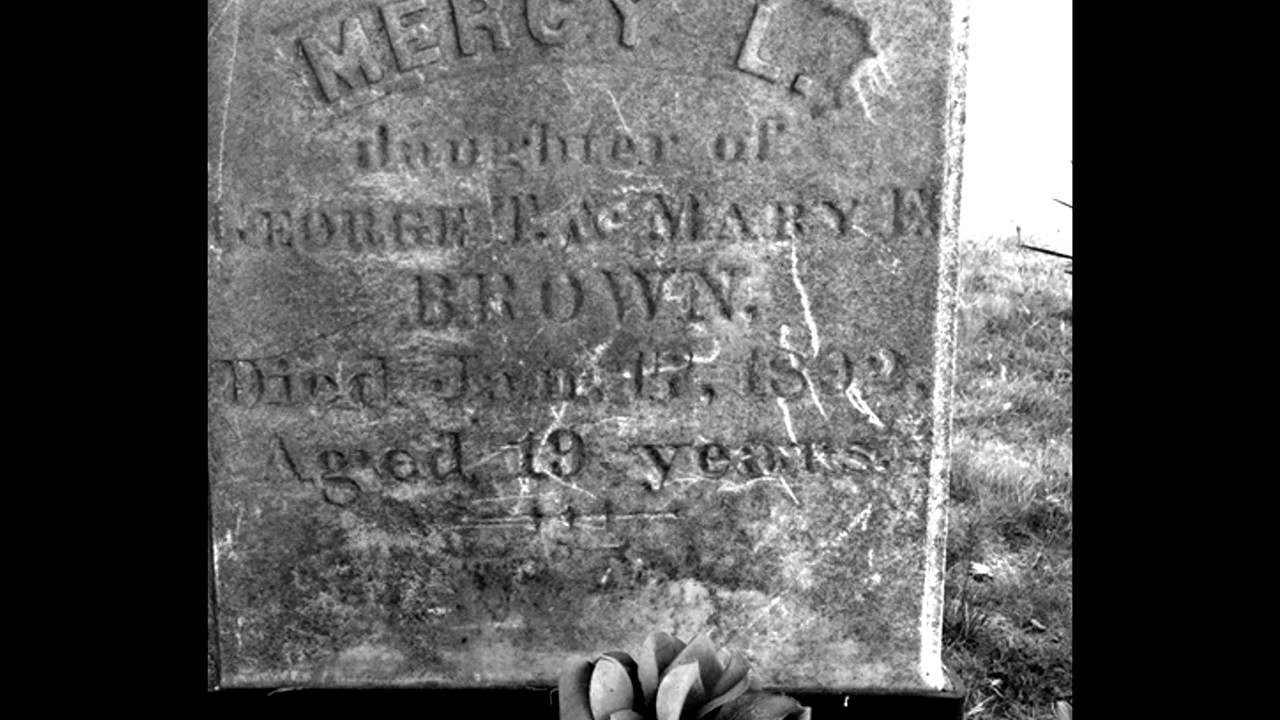 MERCY L.
daughter of
GEORGE T. & MARY E.
BROWN.
Died Jan. 17, 1892,
Aged 19 years.